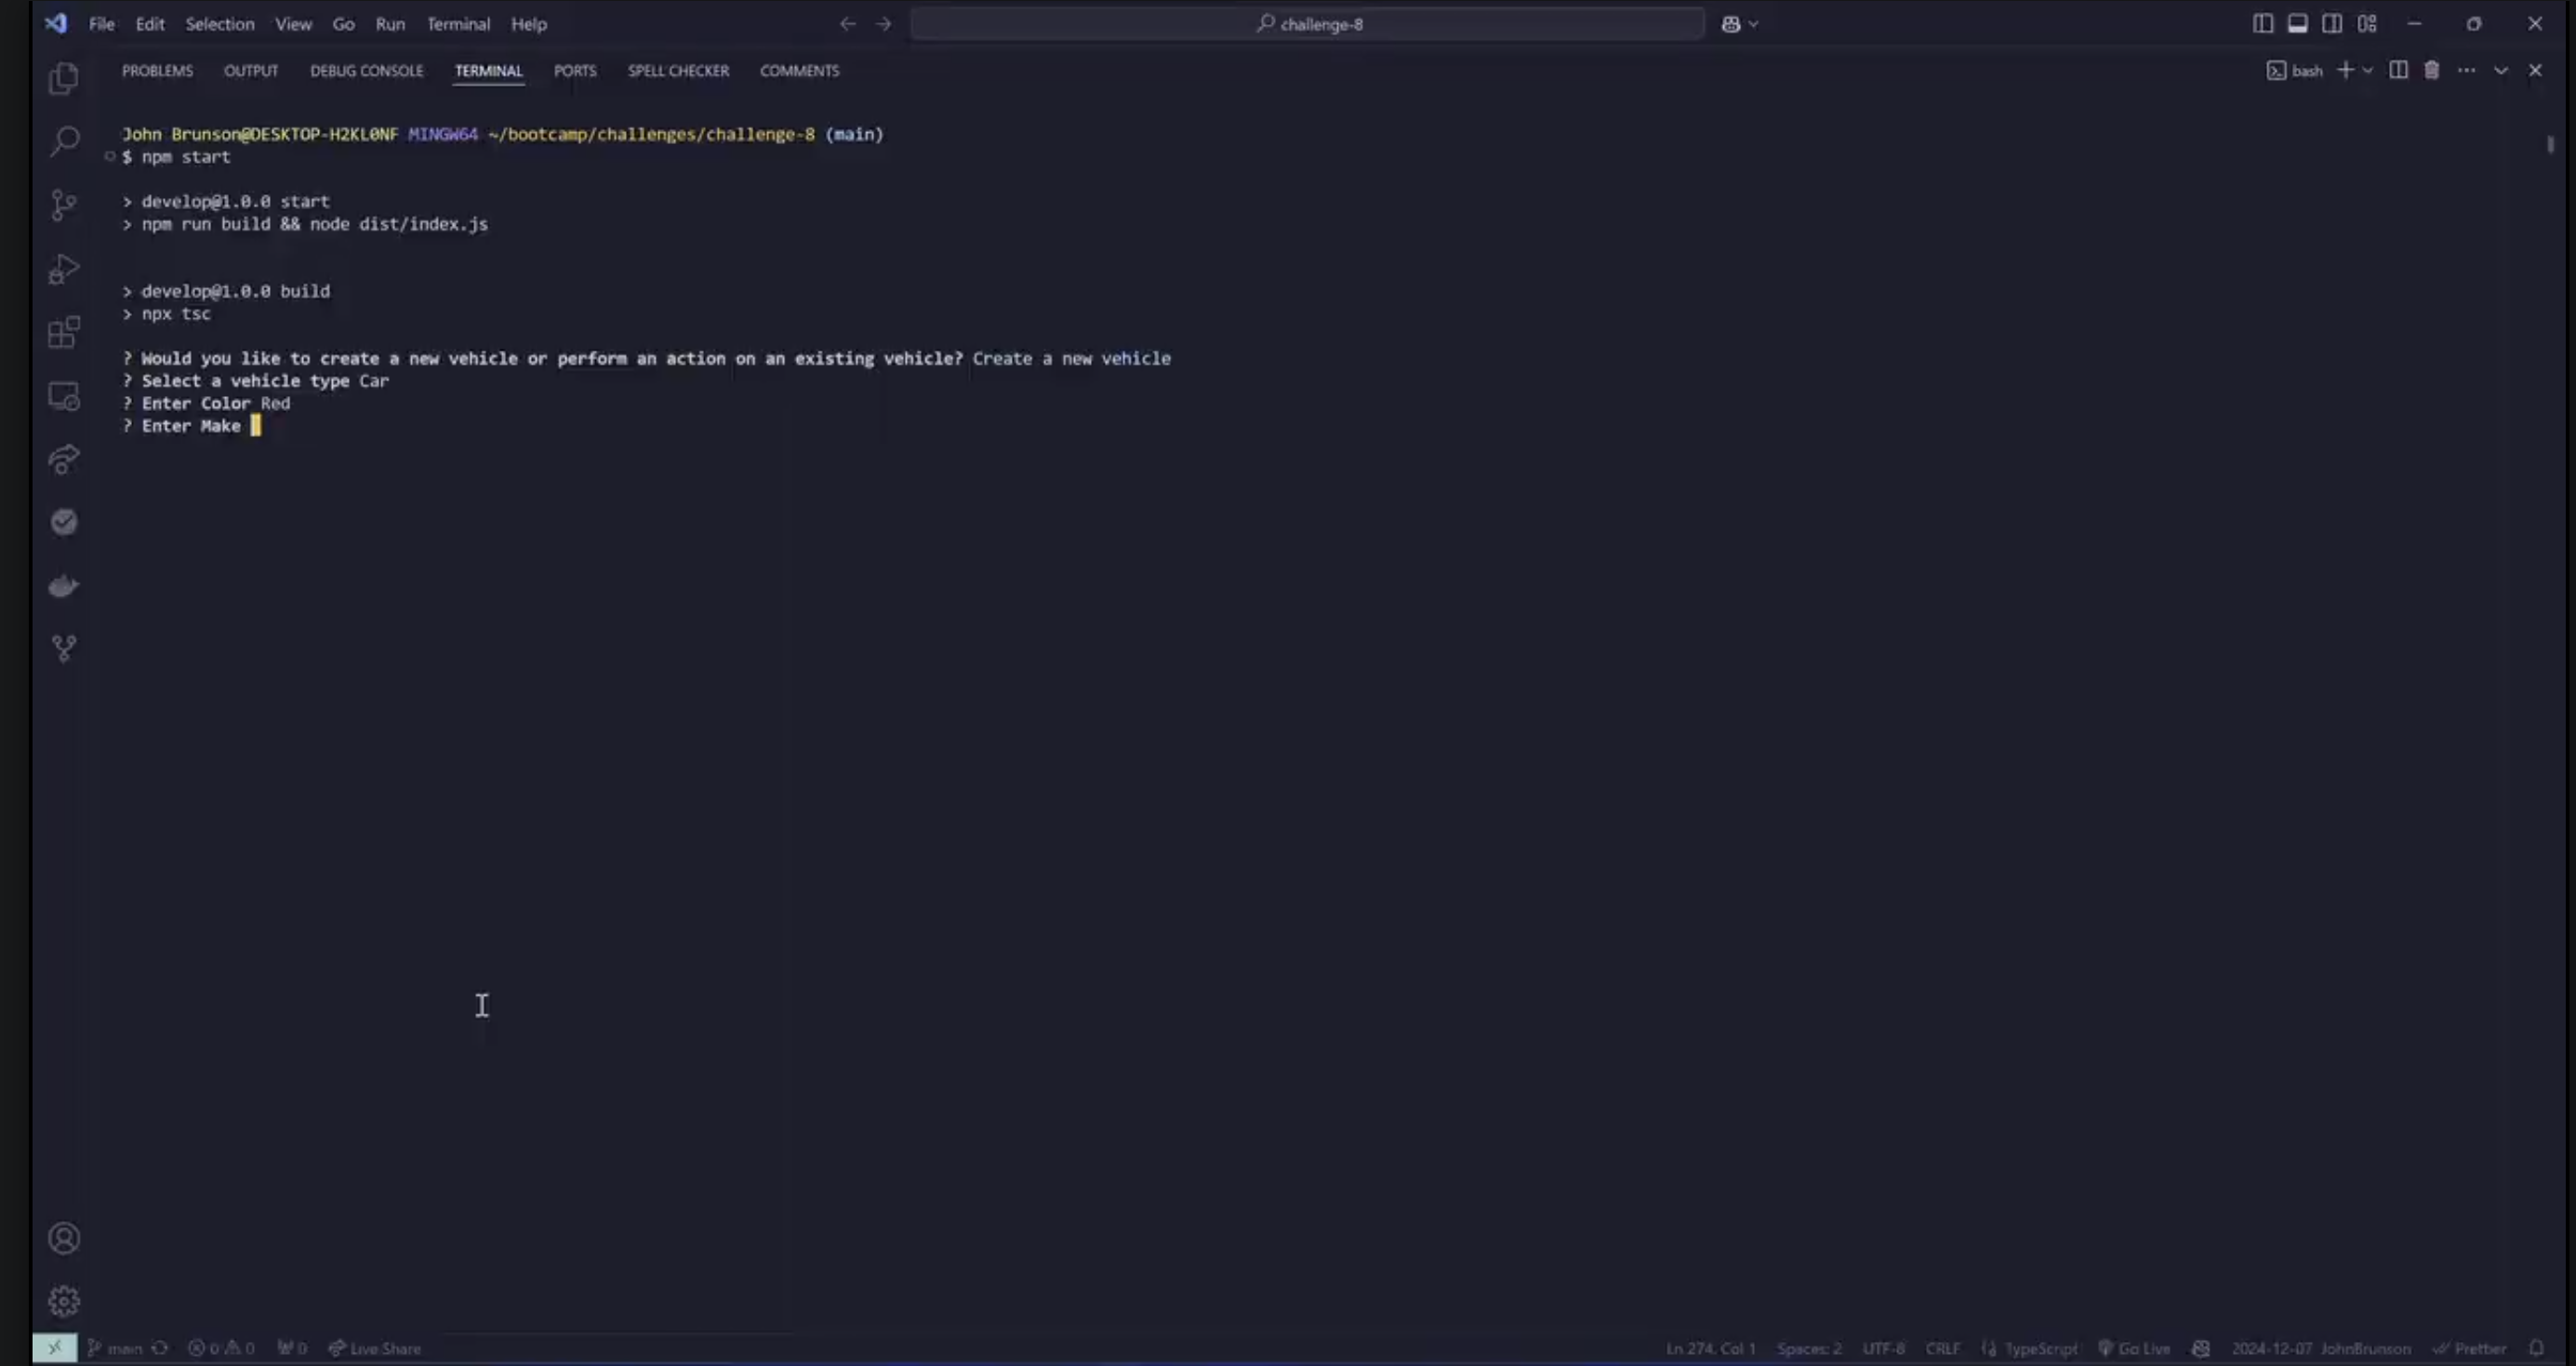 File Edit Selection View Go Run Terminal Help challenge-8
PROBLEMS OUTPUT DEBUG CONSOLE TERMINAL PORTS SPELL CHECKER COMMENTS bash
John Brunson@DESKTOP-H2KL0NF MINGW64 ~/bootcamp/challenges/challenge-8 (main)
$ npm start
> develop@1.0.0 start
> npm run build && node dist/index.js
> develop@1.0.0 build
> npx tsc
? Would you like to create a new vehicle or perform an action on an existing vehicle? Create a new vehicle
? Select a vehicle type Car
? Enter Color Red
? Enter Make
main 0 0 0 Live Share Ln 274, Col 1 Spaces: 2 UTF-8 CRLF TypeScript Go Live 2024-12-07 JohnBrunson Prettier